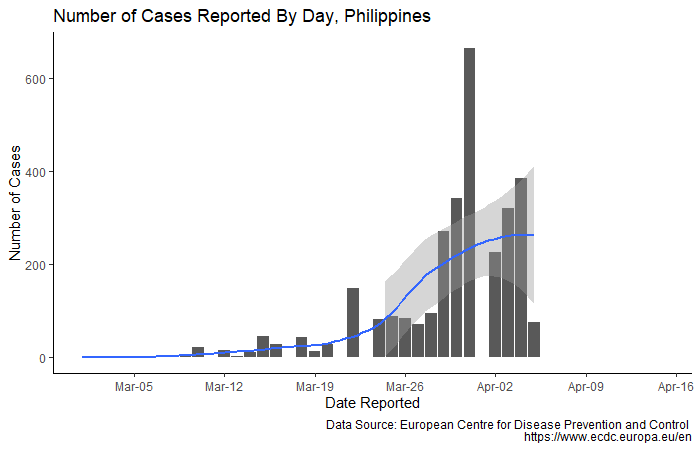 Number of Cases Reported By Day, Philippines
Number of Cases
600
400
200
0
Mar-05 Mar-12 Mar-19 Mar-26 Apr-02 Apr-09 Apr-16
Date Reported
Data Source: European Centre for Disease Prevention and Control
https://www.ecdc.europa.eu/en